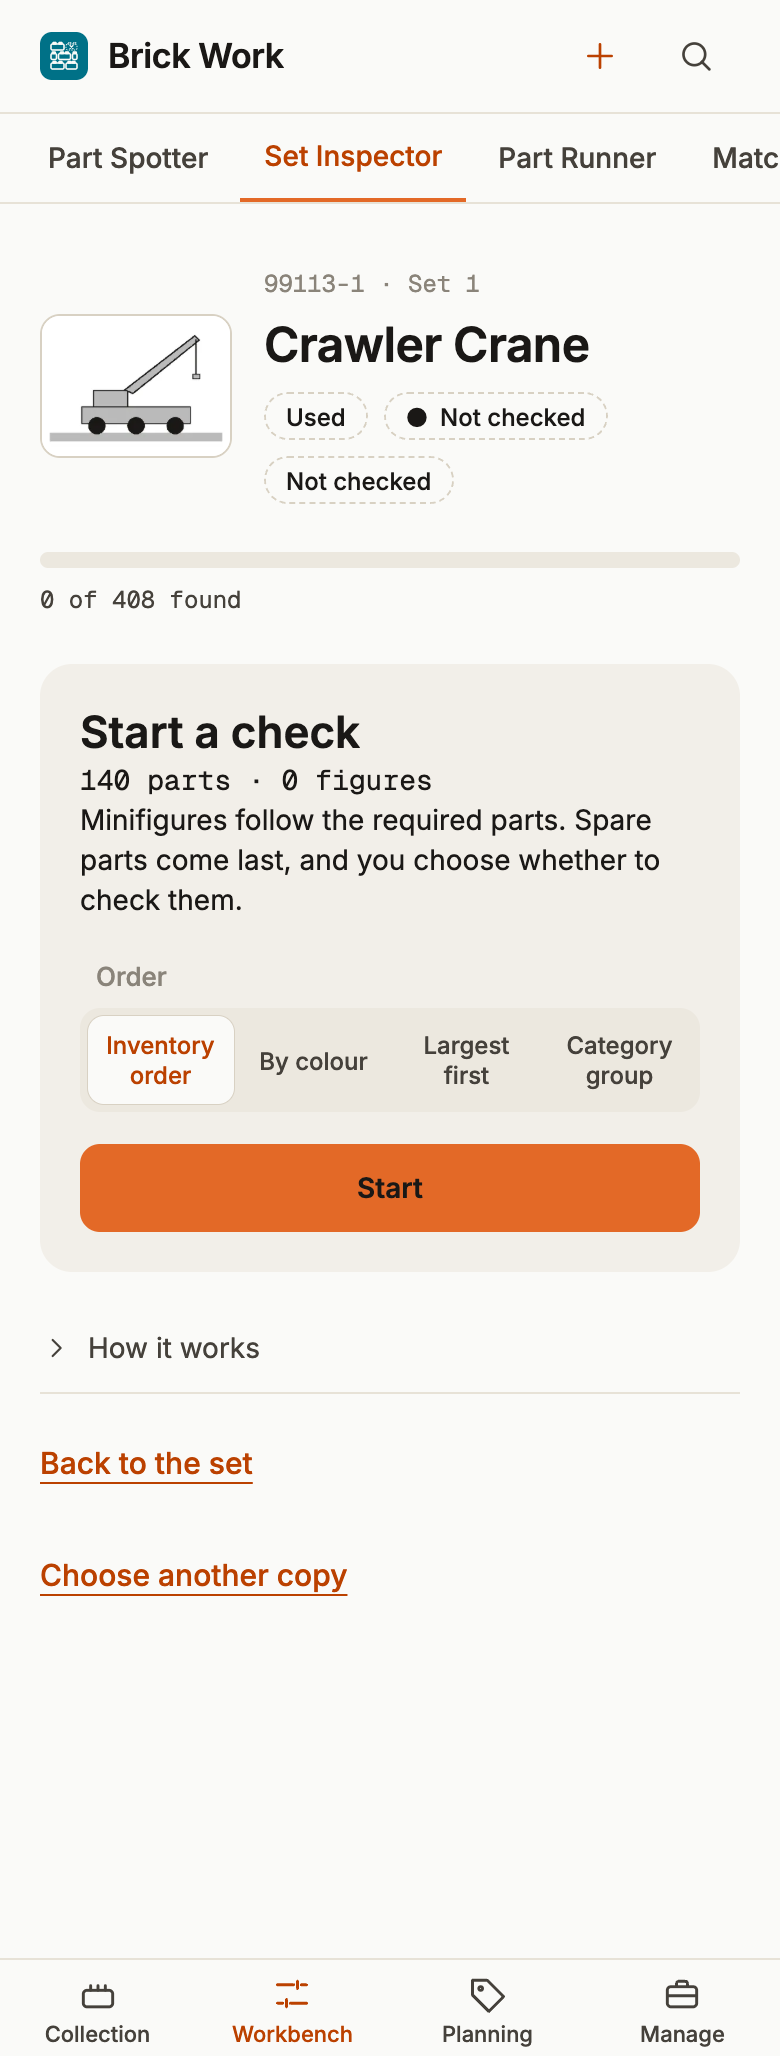 Brick Work
Part Spotter
Set Inspector
Part Runner
Matc
99113-1 · Set 1
Crawler Crane
Used
Not checked
Not checked
0 of 408 found
Start a check
140 parts · 0 figures
Minifigures follow the required parts. Spare
parts come last, and you choose whether to
check them.
Order
Inventory
order
By colour
Largest
first
Category
group
Start
How it works
Back to the set
Choose another copy
Collection
Workbench
Planning
Manage